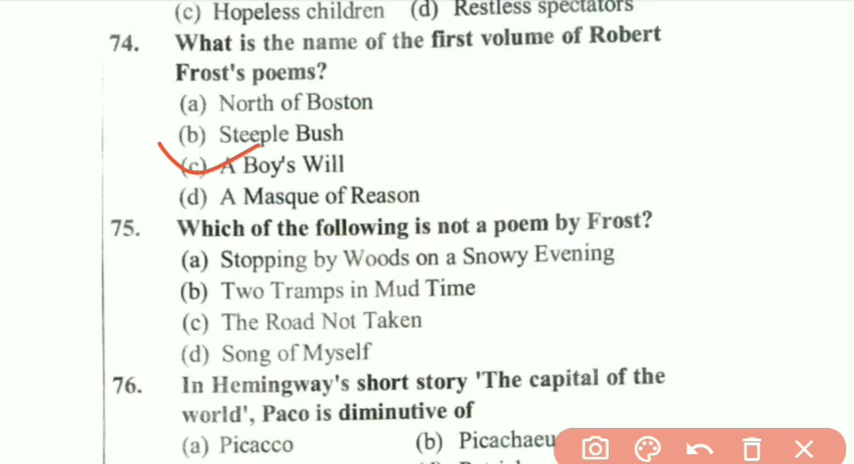 (c) Hopeless children (d) Restless spectators
74. What is the name of the first volume of Robert
Frost's poems?
(a) North of Boston
(b) Steeple Bush
(c) A Boy's Will
(d) A Masque of Reason
75. Which of the following is not a poem by Frost?
(a) Stopping by Woods on a Snowy Evening
(b) Two Tramps in Mud Time
(c) The Road Not Taken
(d) Song of Myself
76. In Hemingway's short story 'The capital of the
world', Paco is diminutive of
(a) Picacco (b) Picachaeu